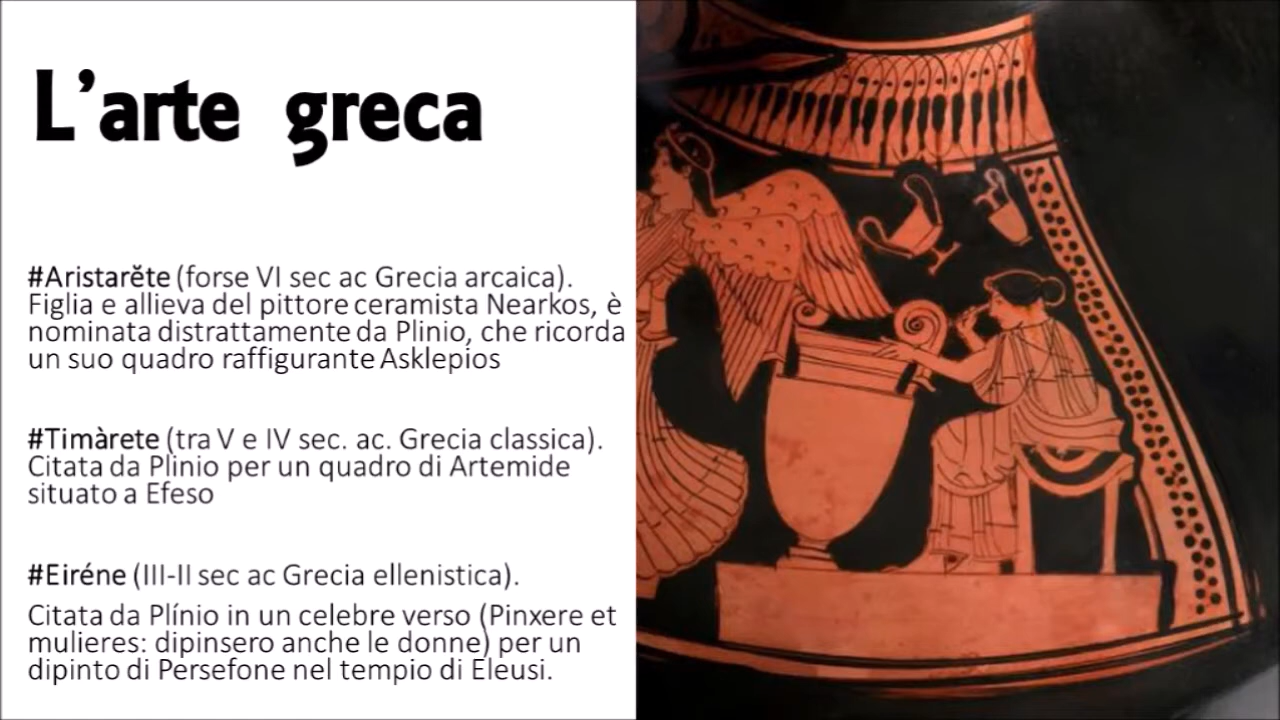 L'arte greca
#Aristarĕte (forse VI sec ac Grecia arcaica).
Figlia e allieva del pittore ceramista Nearkos, è
nominata distrattamente da Plinio, che ricorda
un suo quadro raffigurante Asklepios
#Timàrete (tra V e IV sec. ac. Grecia classica).
Citata da Plinio per un quadro di Artemide
situato a Efeso
#Eiréne (III-II sec ac Grecia ellenistica).
Citata da Plínio in un celebre verso (Pinxere et
mulieres: dipinsero anche le donne) per un
dipinto di Persefone nel tempio di Eleusi.